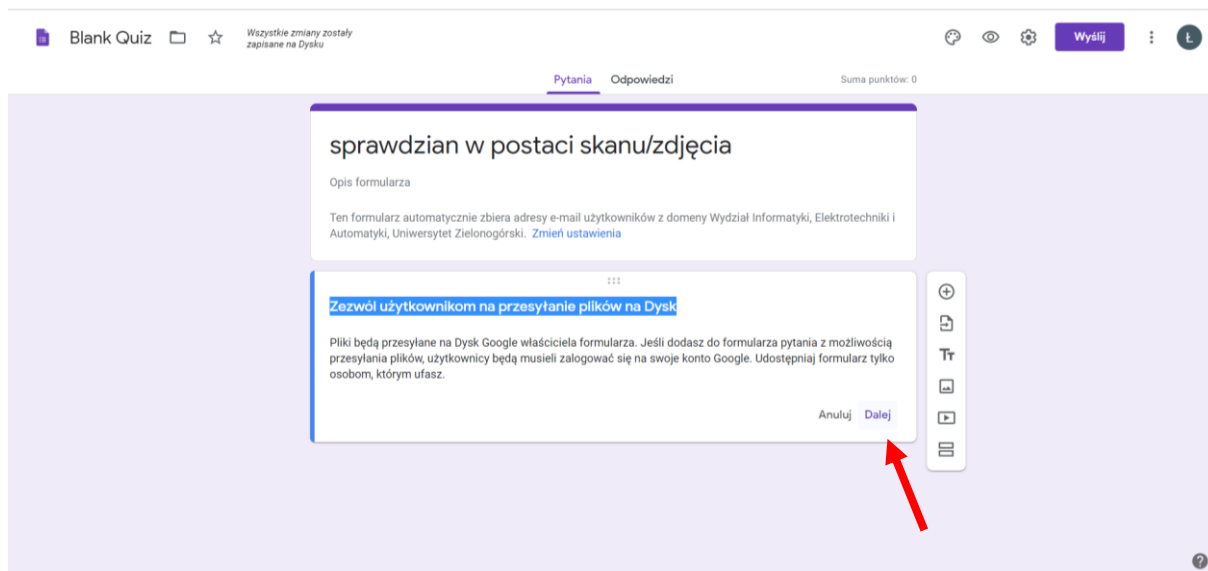 Blank Quiz
Wszystkie zmiany zostały
zapisane na Dysku
Wyślij
Ł
Pytania Odpowiedzi
Suma punktów: 0
sprawdzian w postaci skanu/zdjęcia
Opis formularza
Ten formularz automatycznie zbiera adresy e-mail użytkowników z domeny Wydział Informatyki, Elektrotechniki i
Automatyki, Uniwersytet Zielonogórski. Zmień ustawienia
Zezwól użytkownikom na przesyłanie plików na Dysk
Pliki będą przesyłane na Dysk Google właściciela formularza. Jeśli dodasz do formularza pytania z możliwością
przesyłania plików, użytkownicy będą musieli zalogować się na swoje konto Google. Udostępniaj formularz tylko
osobom, którym ufasz.
Anuluj Dalej
Tт